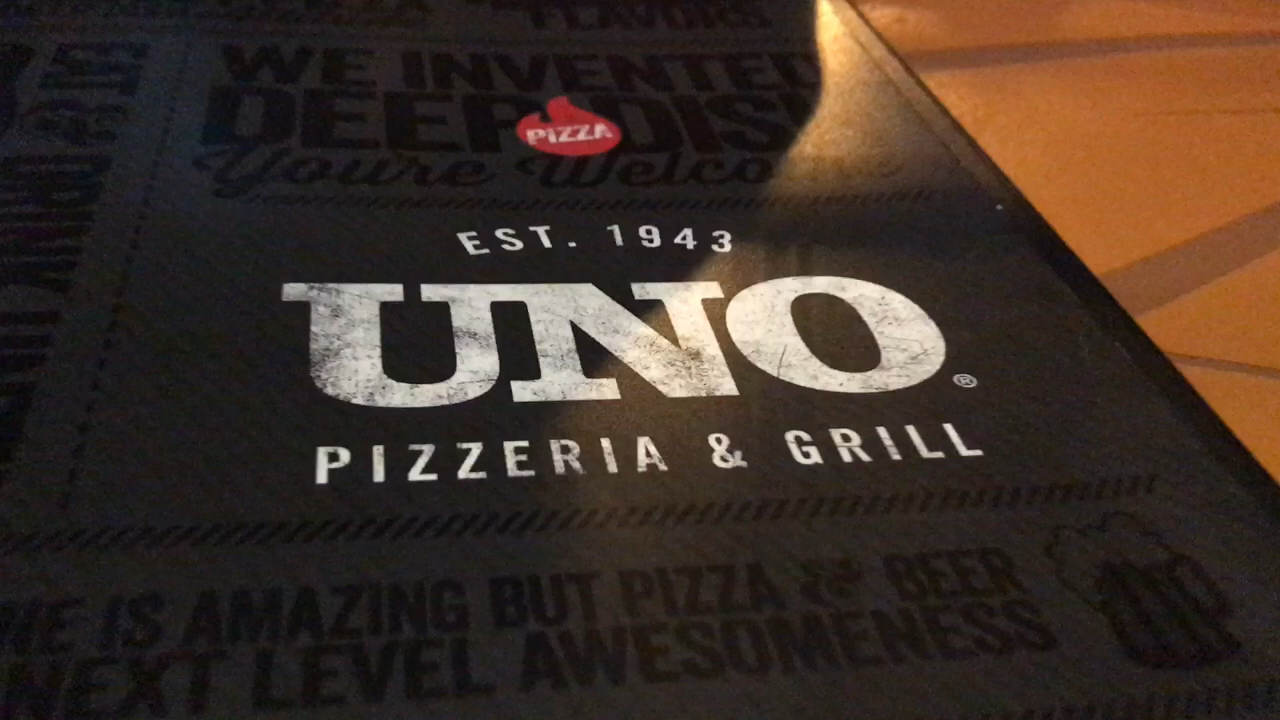 FLAVORS
WE INVENTED
DEEP DISH
PIZZA
You're Welcome
EST. 1943
UNO®
PIZZERIA & GRILL
IS AMAZING BUT PIZZA & BEER
NEXT LEVEL AWESOMENESS